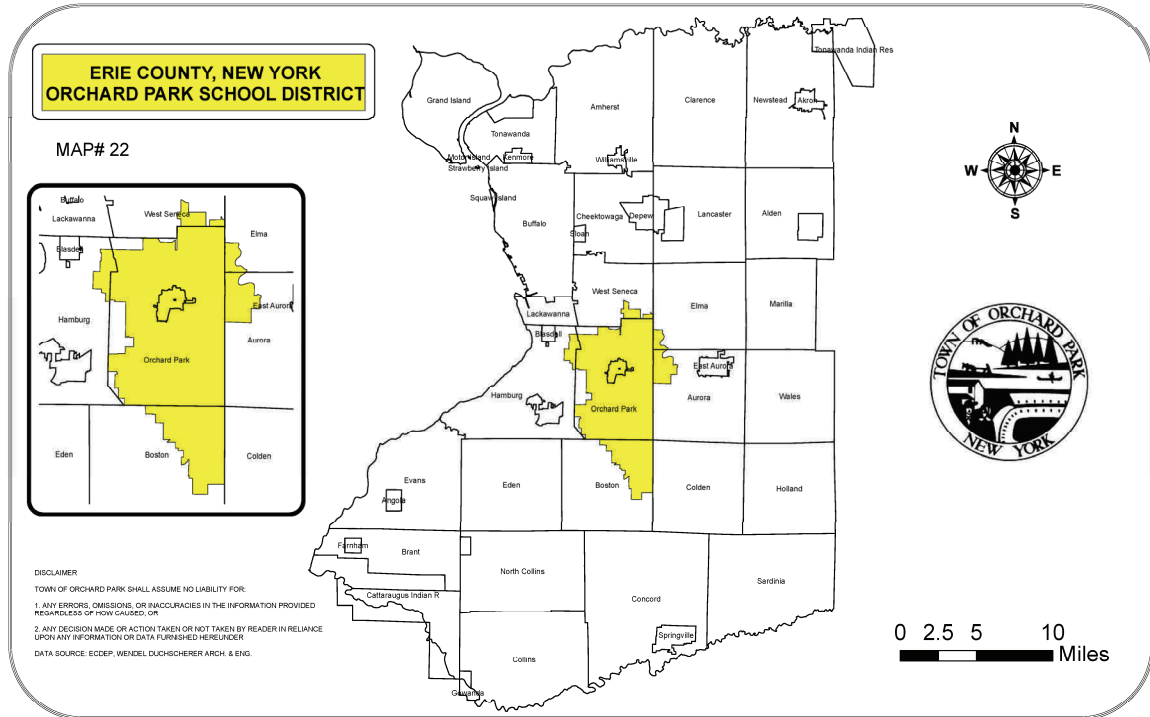 ERIE COUNTY, NEW YORK
ORCHARD PARK SCHOOL DISTRICT
MAP# 22
Buffalo
Lackawanna
West Seneca
Elma
Blasdell
East Aurora
Hamburg
Aurora
Orchard Park
Eden
Boston
Colden
Tonawanda Indian Res
Grand Island
Amherst
Clarence
Newstead
Akron
Tonawanda
Motor Island
Kenmore
Williamsville
Strawberry Island
Squaw Island
Buffalo
Cheektowaga
Depew
Lancaster
Alden
Sloan
West Seneca
Elma
Marilla
Lackawanna
Blasdell
East Aurora
Hamburg
Orchard Park
Aurora
Wales
Evans
Eden
Boston
Colden
Holland
Angola
Farnham
Brant
North Collins
Sardinia
Cattaraugus Indian R
Concord
Springville
Collins
Gowanda
N
W
E
S
TOWN OF ORCHARD PARK
NEW YORK
DISCLAIMER
TOWN OF ORCHARD PARK SHALL ASSUME NO LIABILITY FOR:
1. ANY ERRORS, OMISSIONS, OR INACCURACIES IN THE INFORMATION PROVIDED
REGARDLESS OF HOW CAUSED, OR
2. ANY DECISION MADE OR ACTION TAKEN OR NOT TAKEN BY READER IN RELIANCE
UPON ANY INFORMATION OR DATA FURNISHED HEREUNDER
DATA SOURCE: ECDEP, WENDEL DUCHSCHERER ARCH. & ENG.
0 2.5 5 10
Miles